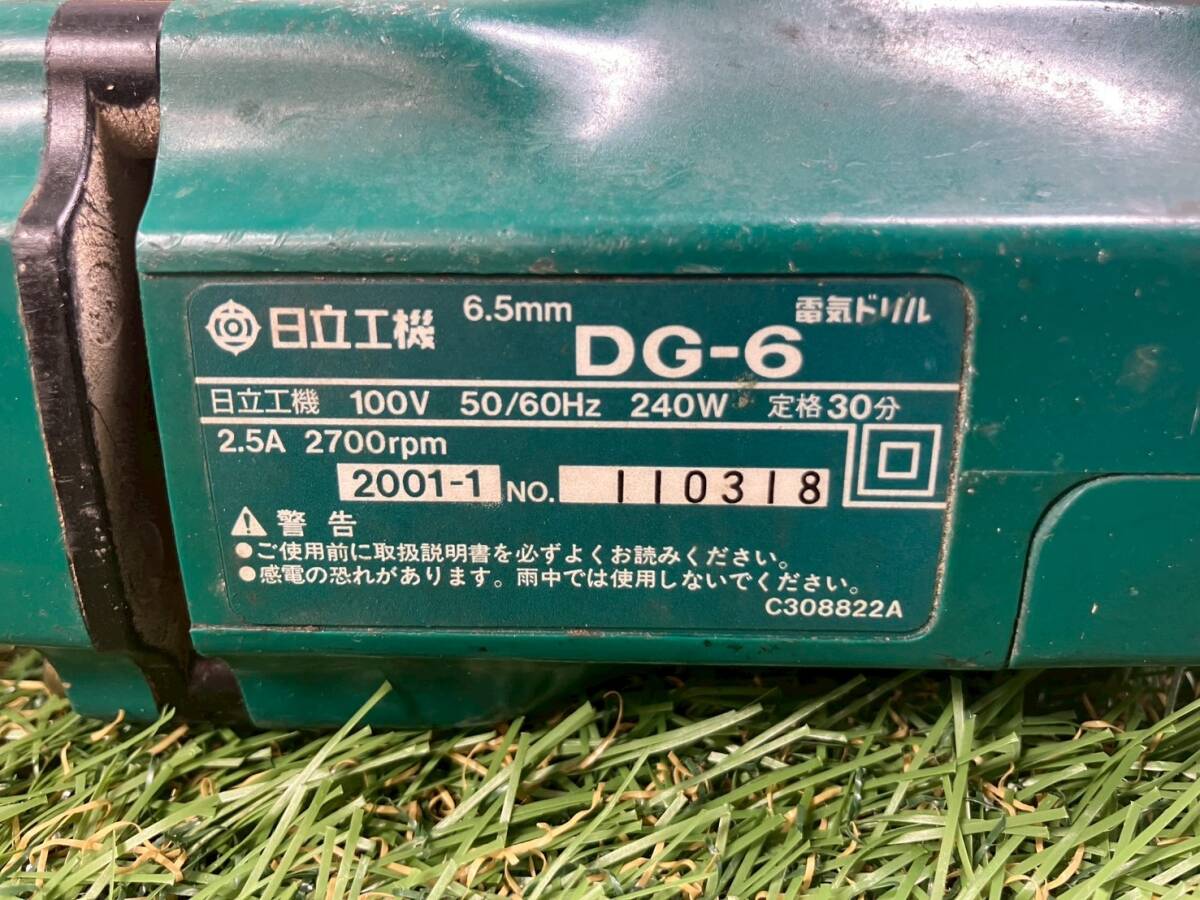 日立工機 6.5mm DG-6 電気ドリル
日立工機 100V 50/60Hz 240W 定格30分
2.5A 2700rpm
2001-1 NO. 110318
警告
●ご使用前に取扱説明書を必ずよくお読みください。
●感電の恐れがあります。雨中では使用しないでください。
C308822A